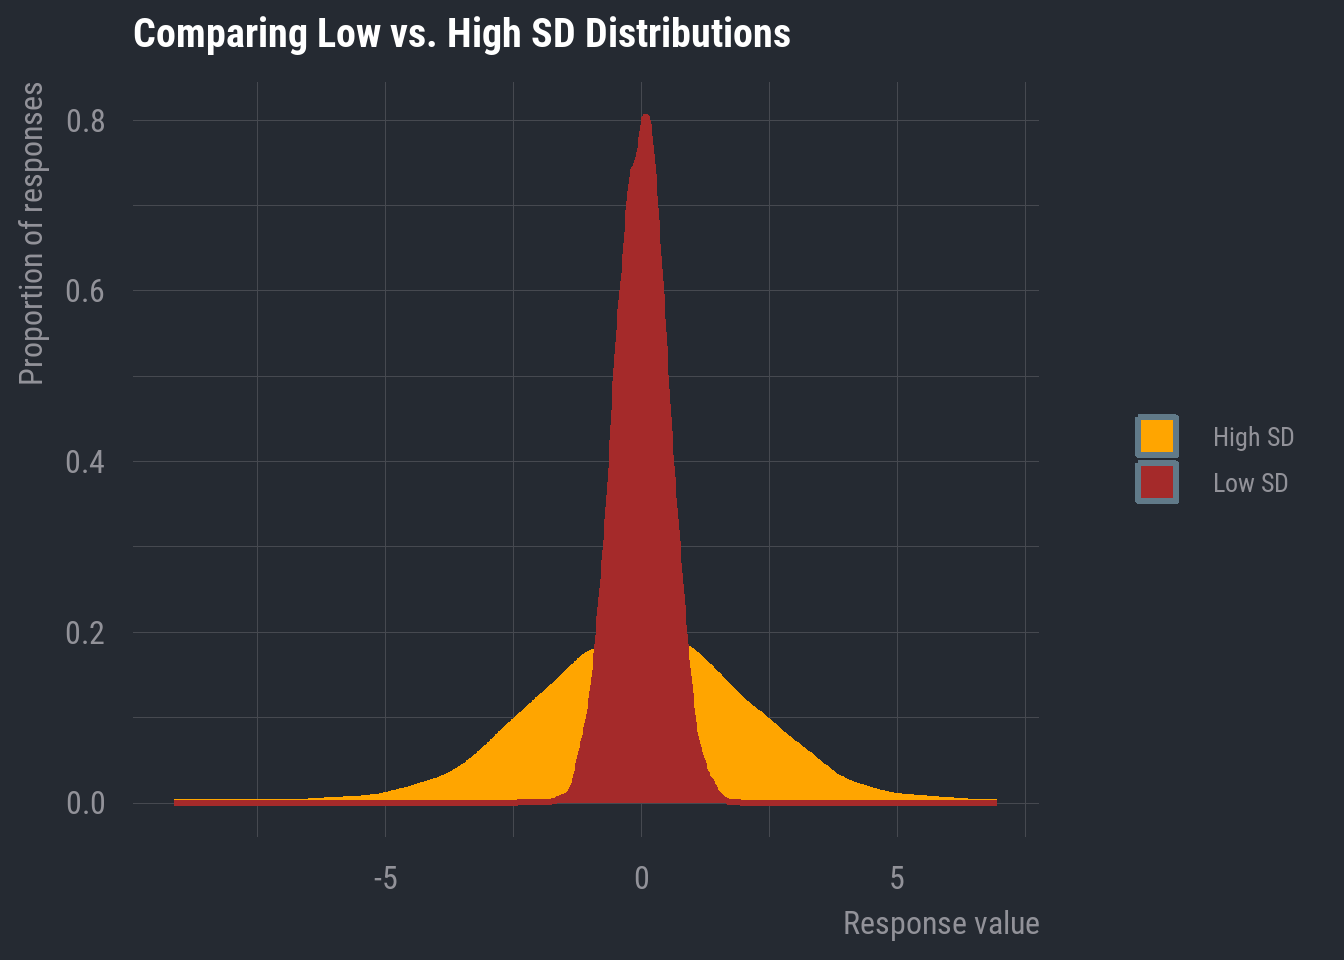 Comparing Low vs. High SD Distributions
Proportion of responses
0.8
0.6
0.4
0.2
0.0
-5
0
5
Response value
High SD
Low SD